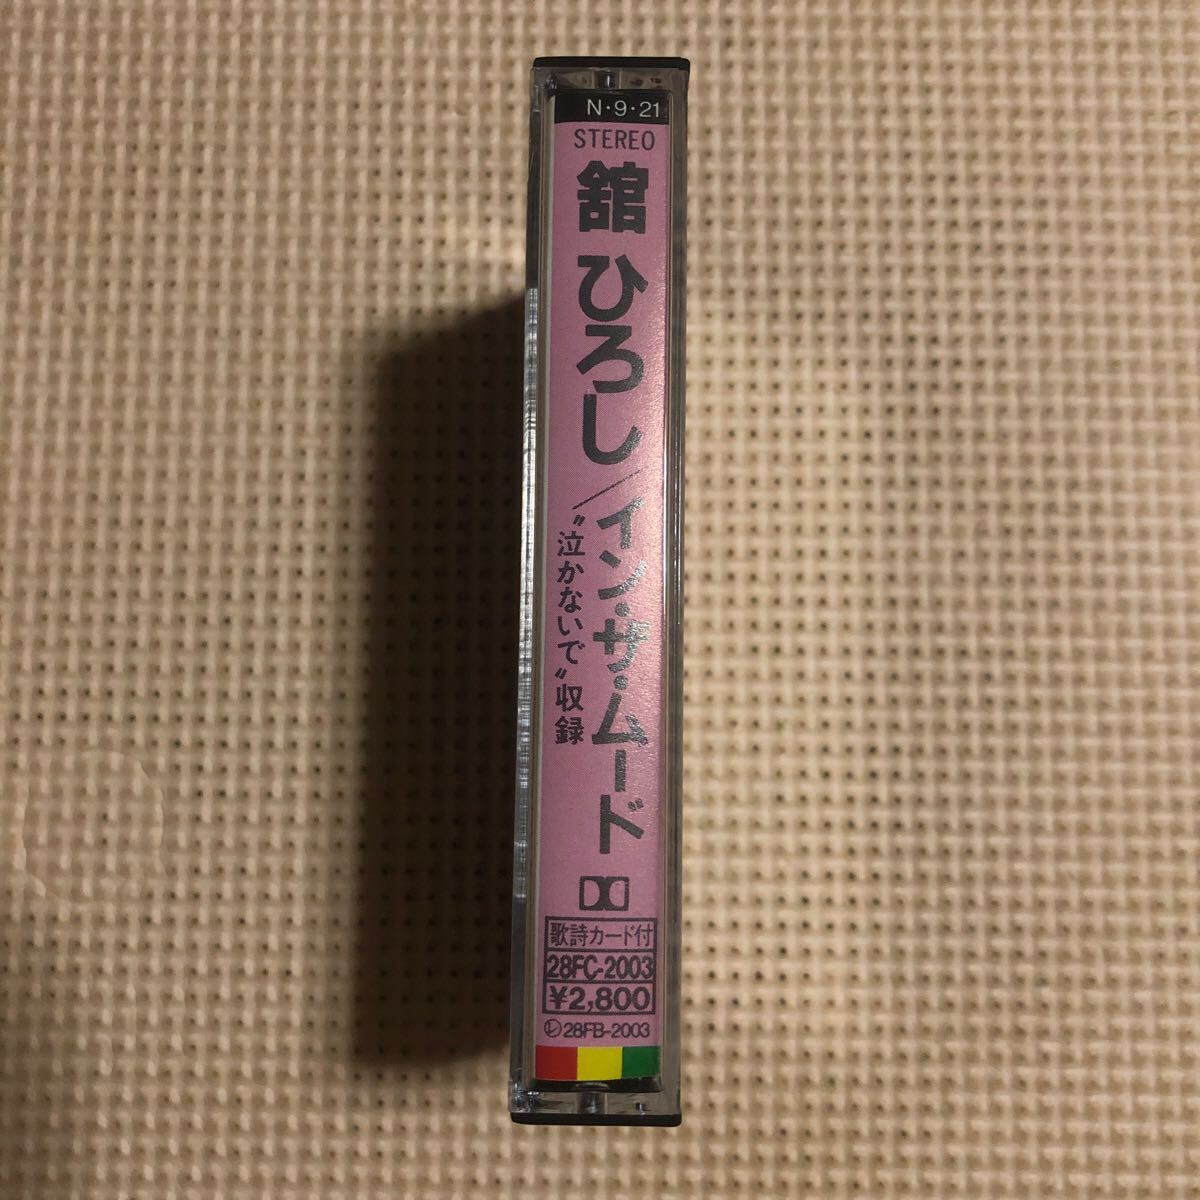 N·9·21
STEREO
舘 ひろし/イン・ザ・ムード
〝泣かないで〟収録
歌詩カード付
28FC-2003
¥2,800
Ⓛ28FB-2003